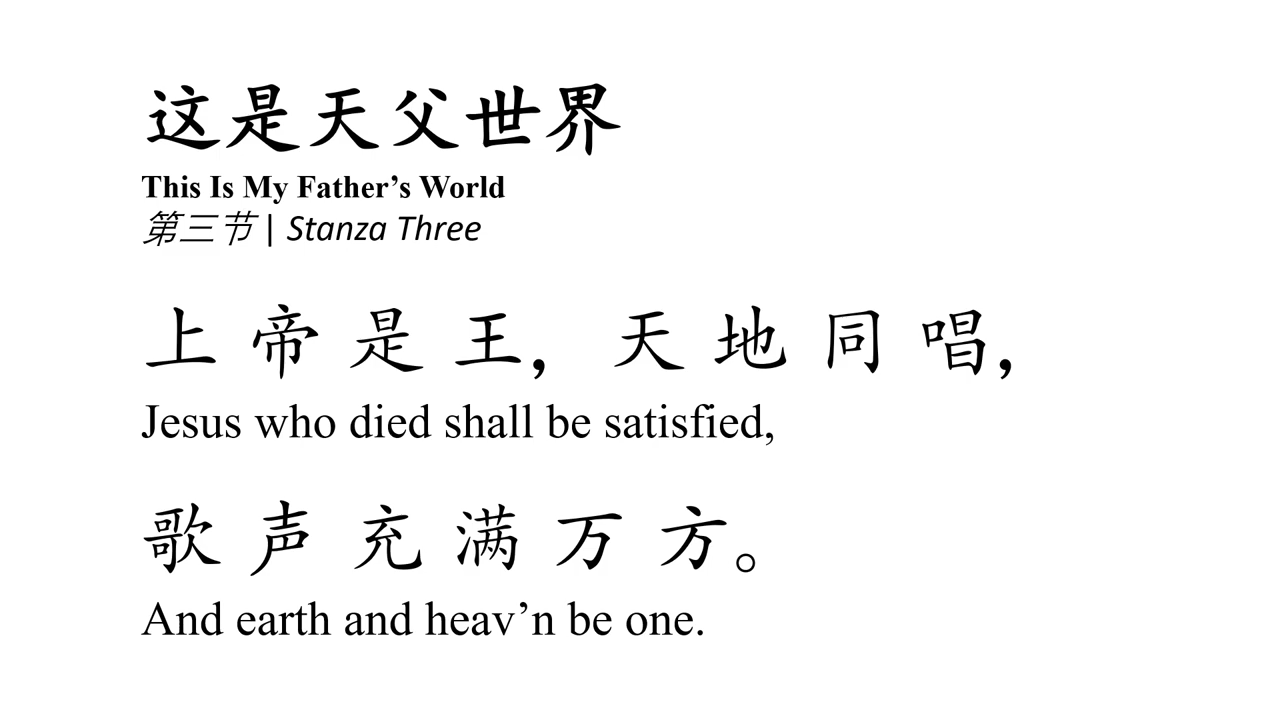 这是天父世界
This Is My Father’s World
第三节 | Stanza Three
上 帝 是 王, 天 地 同 唱,
Jesus who died shall be satisfied,
歌 声 充 满 万 方。
And earth and heav’n be one.